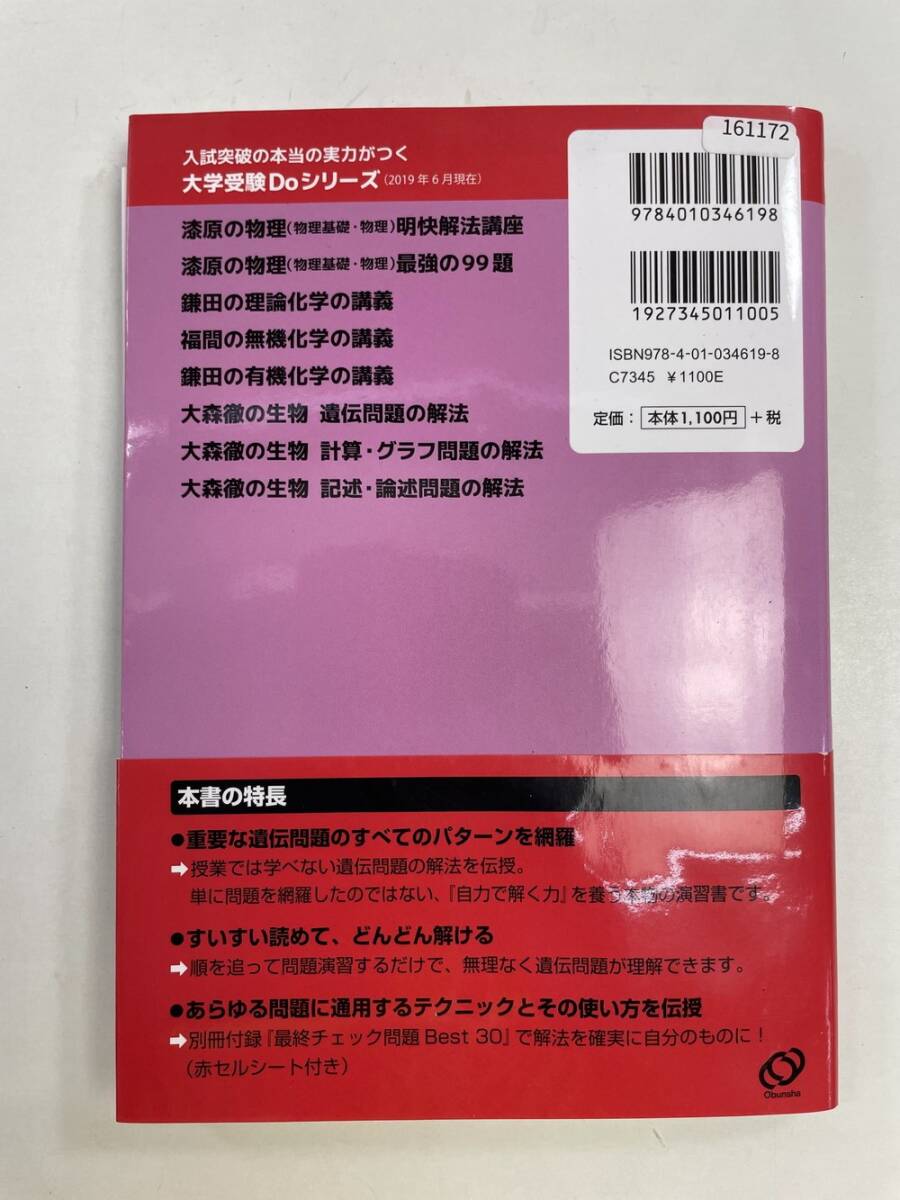 161172
入試突破の本当の実力がつく
大学受験Doシリーズ(2019年6月現在)
漆原の物理(物理基礎・物理)明快解法講座
漆原の物理(物理基礎・物理)最強の99題
鎌田の理論化学の講義
福間の無機化学の講義
鎌田の有機化学の講義
大森徹の生物 遺伝問題の解法
大森徹の生物 計算・グラフ問題の解法
大森徹の生物 記述・論述問題の解法
9784010346198
1927345011005
ISBN978-4-01-034619-8
C7345 ¥1100E
定価：本体1,100円＋税
本書の特長
●重要な遺伝問題のすべてのパターンを網羅
➡授業では学べない遺伝問題の解法を伝授。
単に問題を網羅したのではない、『自力で解く力』を養う本物の演習書です。
●すいすい読めて、どんどん解ける
➡順を追って問題演習するだけで、無理なく遺伝問題が理解できます。
●あらゆる問題に通用するテクニックとその使い方を伝授
➡別冊付録『最終チェック問題 Best 30』で解法を確実に自分のものに！
(赤セルシート付き)
Obunsha